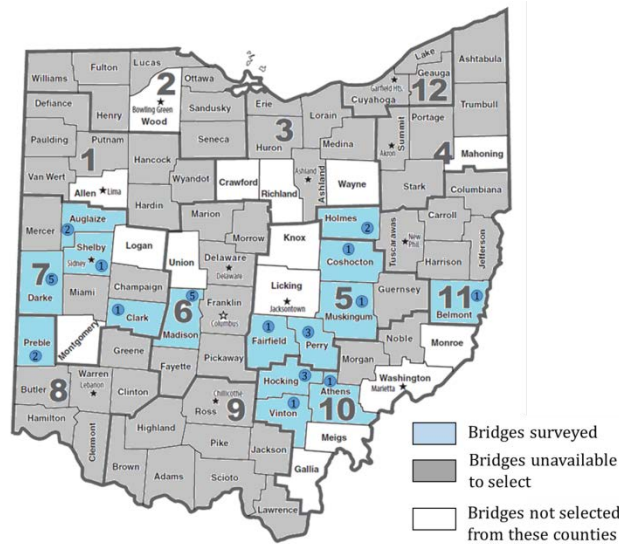 Lake
Ashtabula
Lucas
Fulton
Williams
Ottawa
Geauga
Garfield Hts.
Cuyahoga
12
2
Bowling Green
Wood
Erie
Lorain
Trumbull
Defiance
Henry
Sandusky
3
Huron
Medina
Summit
Portage
Akron
4
Paulding
Putnam
Seneca
1
Hancock
Ashland
Ashland
Mahoning
Van Wert
Wyandot
Crawford
Richland
Wayne
Stark
Columbiana
Allen
Lima
Hardin
Marion
Auglaize
2
Mercer
Holmes
2
Carroll
Tuscarawas
New Phil
Jefferson
Shelby
Sidney
1
Logan
Morrow
Knox
Coshocton
1
Harrison
Union
Delaware
Delaware
7
5
Darke
Miami
Champaign
Licking
Jacksontown
5
1
Muskingum
Guernsey
11
1
Belmont
Clark
1
6
5
Madison
Franklin
Columbus
Fairfield
1
Perry
3
Noble
Monroe
Preble
2
Montgomery
Greene
Pickaway
Morgan
Fayette
Hocking
3
Athens
1
Washington
Marietta
Butler
8
Warren
Lebanon
Clinton
Chillicothe
Ross
9
Vinton
1
10
Hamilton
Clermont
Highland
Pike
Jackson
Meigs
Gallia
Brown
Adams
Scioto
Lawrence
Bridges surveyed
Bridges unavailable
to select
Bridges not selected
from these counties